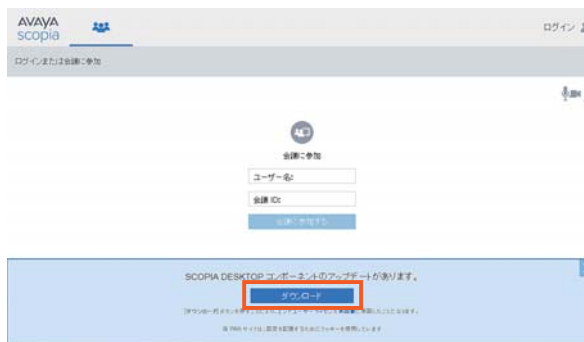 AVAYA
scopia
ログイン
ログインまたは会議に参加
会議に参加
ユーザー名:
会議 ID:
会議に参加する
SCOPIA DESKTOP コンポーネントのアップデートがあります。
ダウンロード